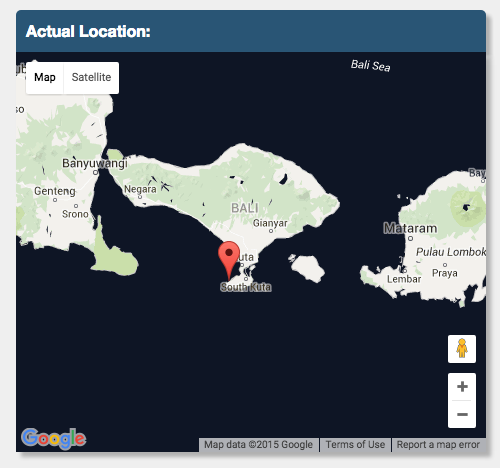 Actual Location:
Bali Sea
Map Satellite
Banyuwangi
Genteng
Negara
Srono
BALI
Gianyar
Mataram
Pulau Lombok
Lembar
Praya
South Kuta
Google
Map data ©2015 Google
Terms of Use
Report a map error